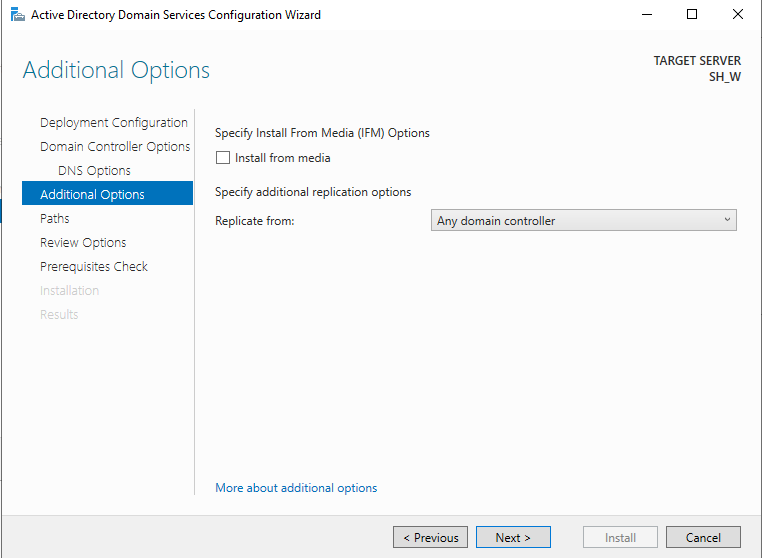 Active Directory Domain Services Configuration Wizard
Additional Options
TARGET SERVER
SH_W
Deployment Configuration
Domain Controller Options
DNS Options
Additional Options
Paths
Review Options
Prerequisites Check
Installation
Results
Specify Install From Media (IFM) Options
Install from media
Specify additional replication options
Replicate from: Any domain controller
More about additional options
< Previous Next > Install Cancel